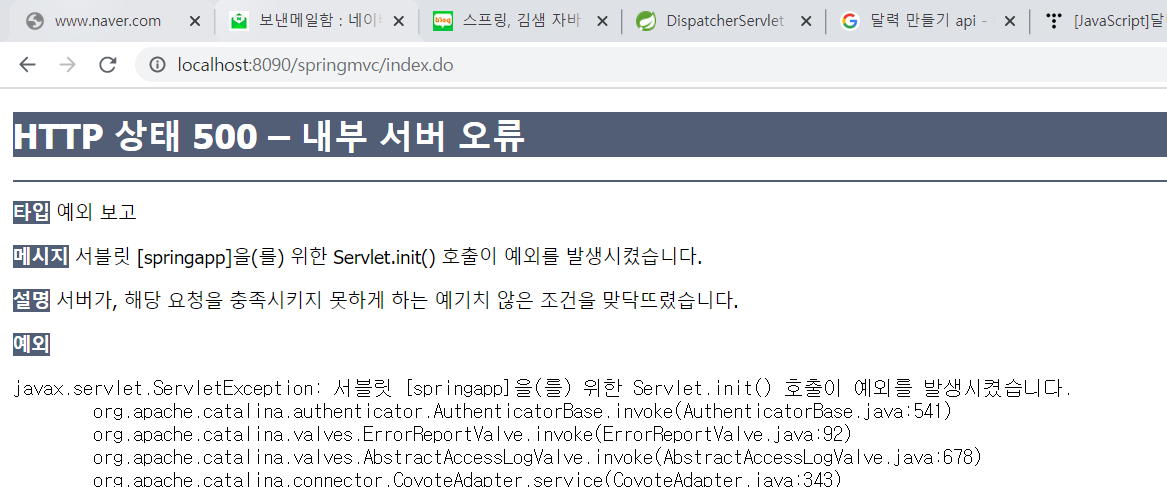 www.naver.com
보낸메일함 : 네이버
스프링, 김샘 자바
DispatcherServlet
달력 만들기 api -
[JavaScript]달
localhost:8090/springmvc/index.do
HTTP 상태 500 – 내부 서버 오류
타입 예외 보고
메시지 서블릿 [springapp]을(를) 위한 Servlet.init() 호출이 예외를 발생시켰습니다.
설명 서버가, 해당 요청을 충족시키지 못하게 하는 예기치 않은 조건을 맞닥뜨렸습니다.
예외
javax.servlet.ServletException: 서블릿 [springapp]을(를) 위한 Servlet.init() 호출이 예외를 발생시켰습니다.
org.apache.catalina.authenticator.AuthenticatorBase.invoke(AuthenticatorBase.java:541)
org.apache.catalina.valves.ErrorReportValve.invoke(ErrorReportValve.java:92)
org.apache.catalina.valves.AbstractAccessLogValve.invoke(AbstractAccessLogValve.java:678)
org.apache.catalina.connector.CoyoteAdapter.service(CoyoteAdapter.java:343)